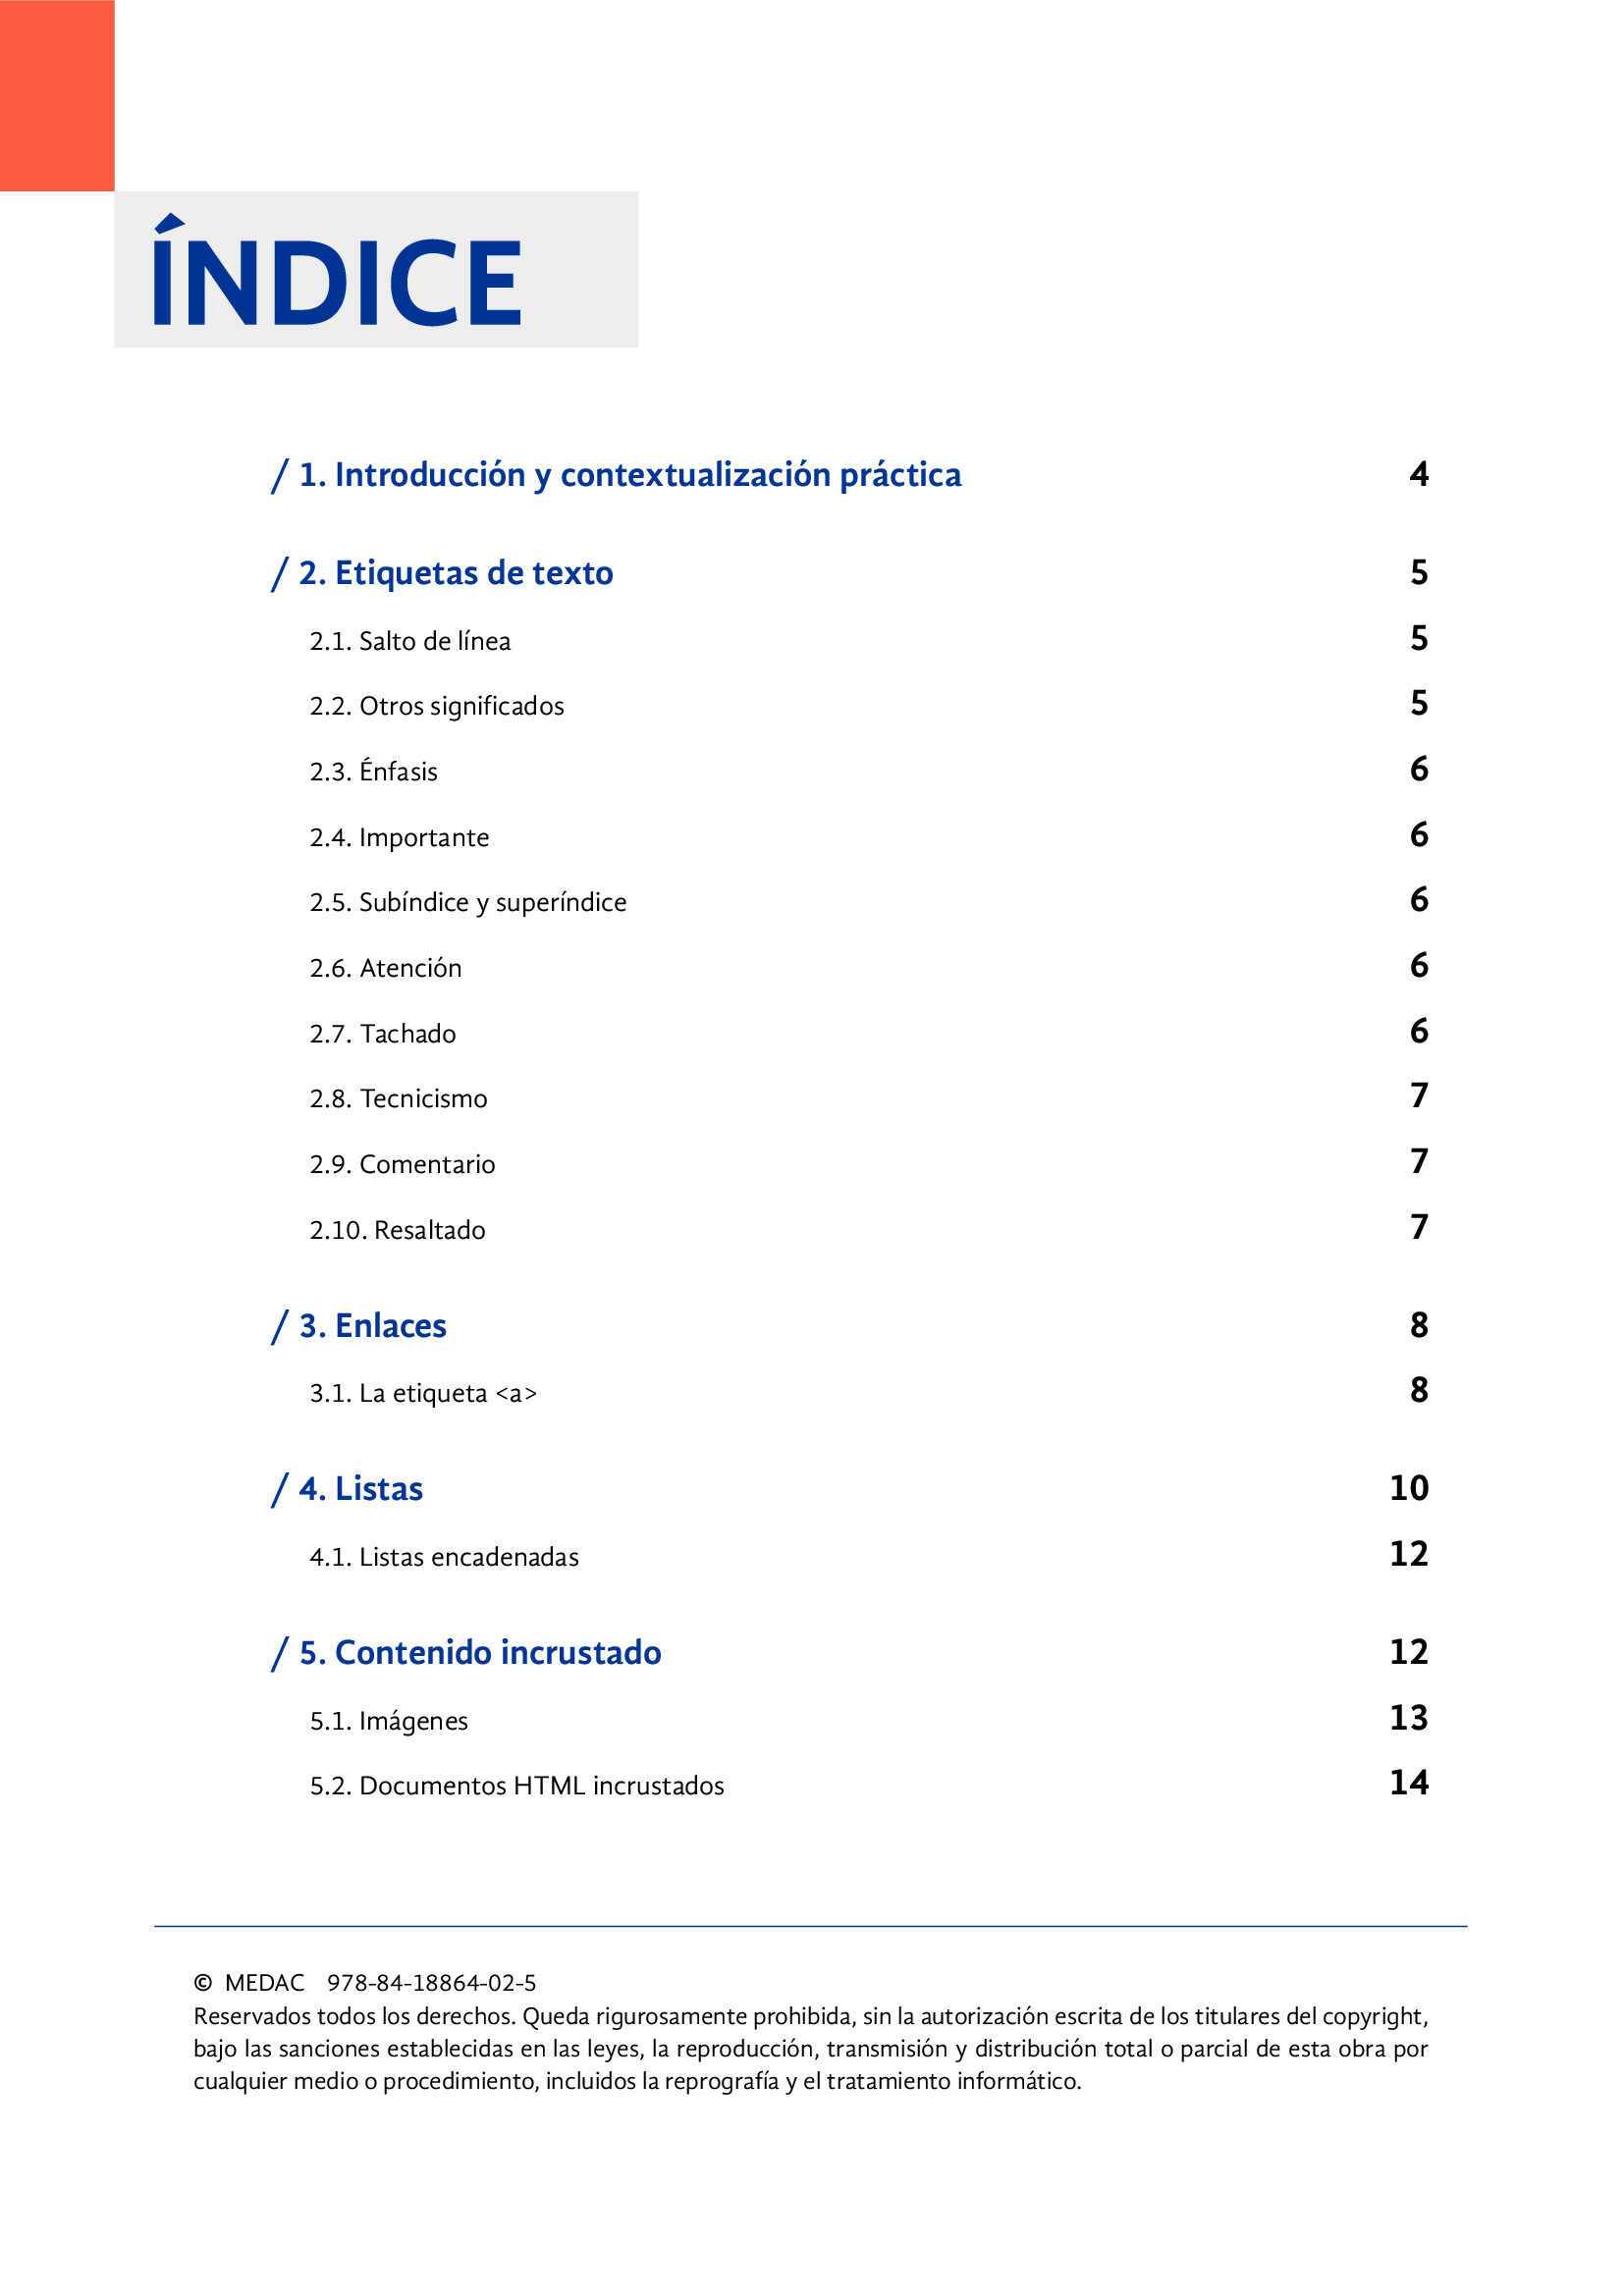 ÍNDICE
/ 1. Introducción y contextualización práctica 4
/ 2. Etiquetas de texto 5
2.1. Salto de línea 5
2.2. Otros significados 5
2.3. Énfasis 6
2.4. Importante 6
2.5. Subíndice y superíndice 6
2.6. Atención 6
2.7. Tachado 6
2.8. Tecnicismo 7
2.9. Comentario 7
2.10. Resaltado 7
/ 3. Enlaces 8
3.1. La etiqueta <a> 8
/ 4. Listas 10
4.1. Listas encadenadas 12
/ 5. Contenido incrustado 12
5.1. Imágenes 13
5.2. Documentos HTML incrustados 14
© MEDAC 978-84-18864-02-5
Reservados todos los derechos. Queda rigurosamente prohibida, sin la autorización escrita de los titulares del copyright,
bajo las sanciones establecidas en las leyes, la reproducción, transmisión y distribución total o parcial de esta obra por
cualquier medio o procedimiento, incluidos la reprografía y el tratamiento informático.